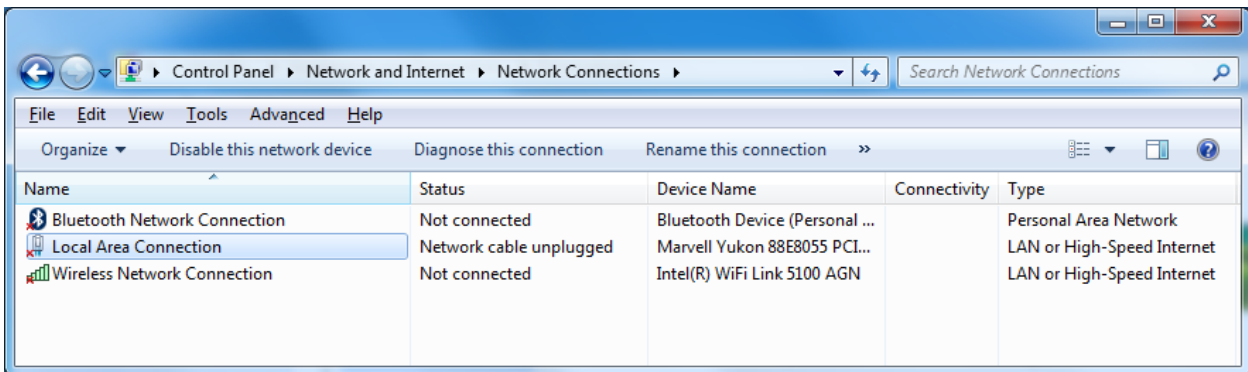 Control Panel ▸ Network and Internet ▸ Network Connections ▸ Search Network Connections
File Edit View Tools Advanced Help
Organize ▾ Disable this network device Diagnose this connection Rename this connection »
Name Status Device Name Connectivity Type
Bluetooth Network Connection Not connected Bluetooth Device (Personal ... Personal Area Network
Local Area Connection Network cable unplugged Marvell Yukon 88E8055 PCI... LAN or High-Speed Internet
Wireless Network Connection Not connected Intel(R) WiFi Link 5100 AGN LAN or High-Speed Internet